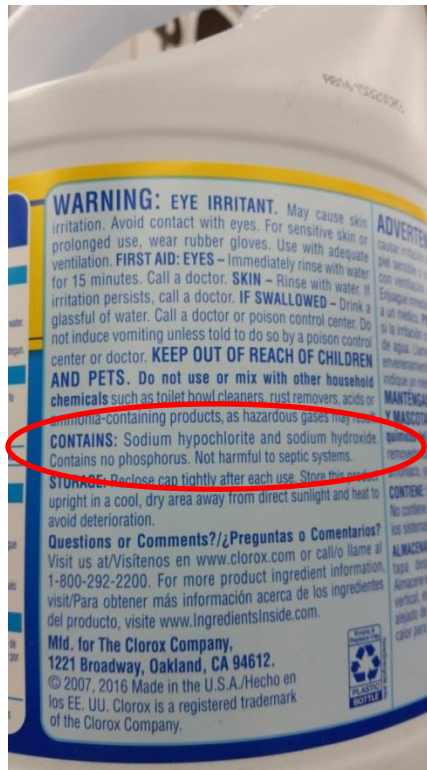 WARNING: EYE IRRITANT. May cause skin
irritation. Avoid contact with eyes. For sensitive skin or
prolonged use, wear rubber gloves. Use with adequate
ventilation. FIRST AID: EYES – Immediately rinse with water
for 15 minutes. Call a doctor. SKIN – Rinse with water. If
irritation persists, call a doctor. IF SWALLOWED – Drink a
glassful of water. Call a doctor or poison control center. Do
not induce vomiting unless told to do so by a poison control
center or doctor. KEEP OUT OF REACH OF CHILDREN
AND PETS. Do not use or mix with other household
chemicals such as toilet bowl cleaners, rust removers, acids or
ammonia-containing products, as hazardous gases may result.
CONTAINS: Sodium hypochlorite and sodium hydroxide.
Contains no phosphorus. Not harmful to septic systems.
STORAGE: Reclose cap tightly after each use. Store this product
upright in a cool, dry area away from direct sunlight and heat to
avoid deterioration.
Questions or Comments?/¿Preguntas o Comentarios?
Visit us at/Visítenos en www.clorox.com or call/o llame al
1-800-292-2200. For more product ingredient information,
visit/Para obtener más información acerca de los ingredientes
del producto, visite www.IngredientsInside.com.
Mfd. for The Clorox Company,
1221 Broadway, Oakland, CA 94612.
© 2007, 2016 Made in the U.S.A./Hecho en
los EE. UU. Clorox is a registered trademark
of the Clorox Company.
PLASTIC
BOTTLE